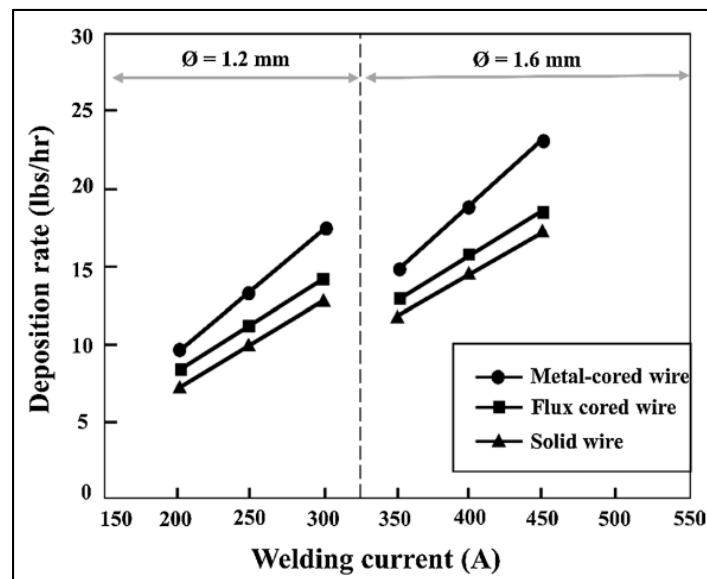 Ø = 1.2 mm
Ø = 1.6 mm
Deposition rate (lbs/hr)
30
25
20
15
10
5
0
150 200 250 300 350 400 450 500 550
Welding current (A)
Metal-cored wire
Flux cored wire
Solid wire